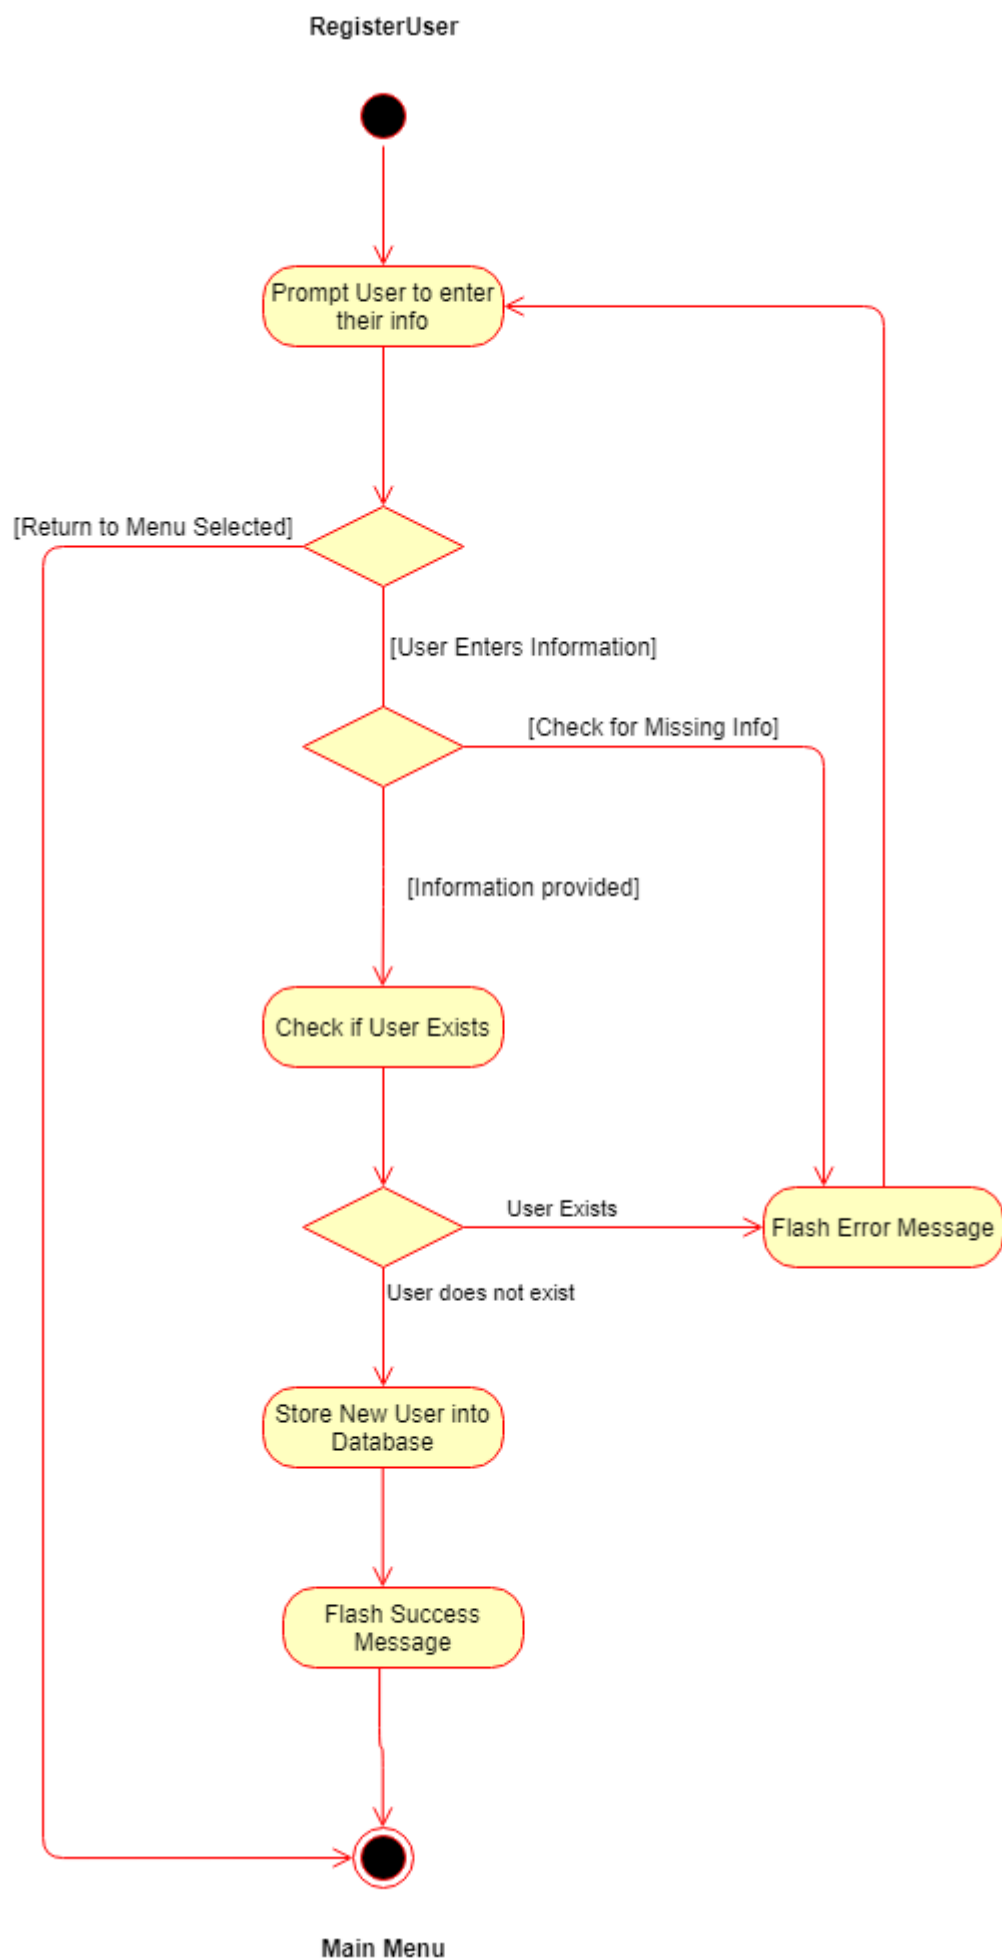 RegisterUser
Prompt User to enter
their info
[Return to Menu Selected]
[User Enters Information]
[Check for Missing Info]
[Information provided]
Check if User Exists
User Exists
Flash Error Message
User does not exist
Store New User into
Database
Flash Success
Message
Main Menu